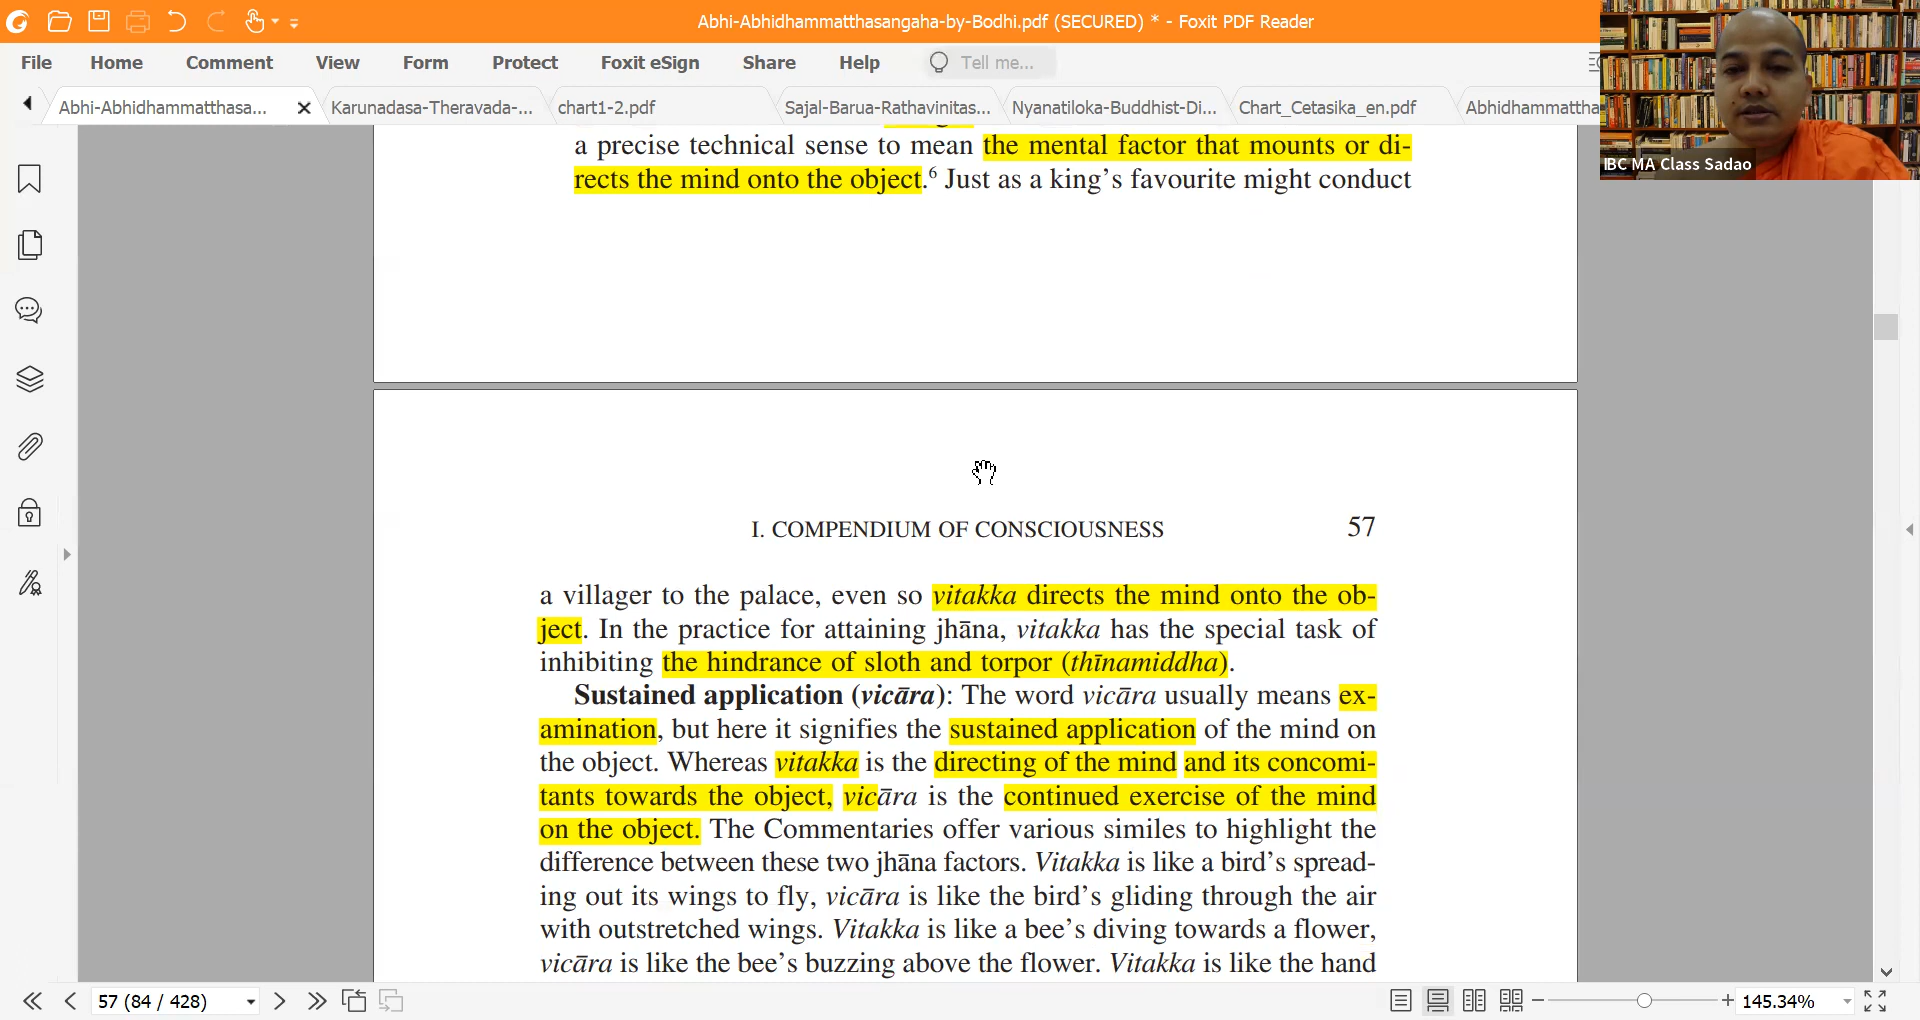 Abhi-Abhidhammatthasangaha-by-Bodhi.pdf (SECURED) * - Foxit PDF Reader
File Home Comment View Form Protect Foxit eSign Share Help Tell me...
Abhi-Abhidhammatthasa... Karunadasa-Theravada-... chart1-2.pdf Sajal-Barua-Rathavinitas... Nyanatiloka-Buddhist-Di... Chart_Cetasika_en.pdf Abhidhammattha
IBC MA Class Sadao
a precise technical sense to mean the mental factor that mounts or di-
rects the mind onto the object.6 Just as a king's favourite might conduct
I. COMPENDIUM OF CONSCIOUSNESS 57
a villager to the palace, even so vitakka directs the mind onto the ob-
ject. In the practice for attaining jhāna, vitakka has the special task of
inhibiting the hindrance of sloth and torpor (thīnamiddha).
Sustained application (vicāra): The word vicāra usually means ex-
amination, but here it signifies the sustained application of the mind on
the object. Whereas vitakka is the directing of the mind and its concomi-
tants towards the object, vicāra is the continued exercise of the mind
on the object. The Commentaries offer various similes to highlight the
difference between these two jhāna factors. Vitakka is like a bird's spread-
ing out its wings to fly, vicāra is like the bird's gliding through the air
with outstretched wings. Vitakka is like a bee's diving towards a flower,
vicāra is like the bee's buzzing above the flower. Vitakka is like the hand
57 (84 / 428) 145.34%